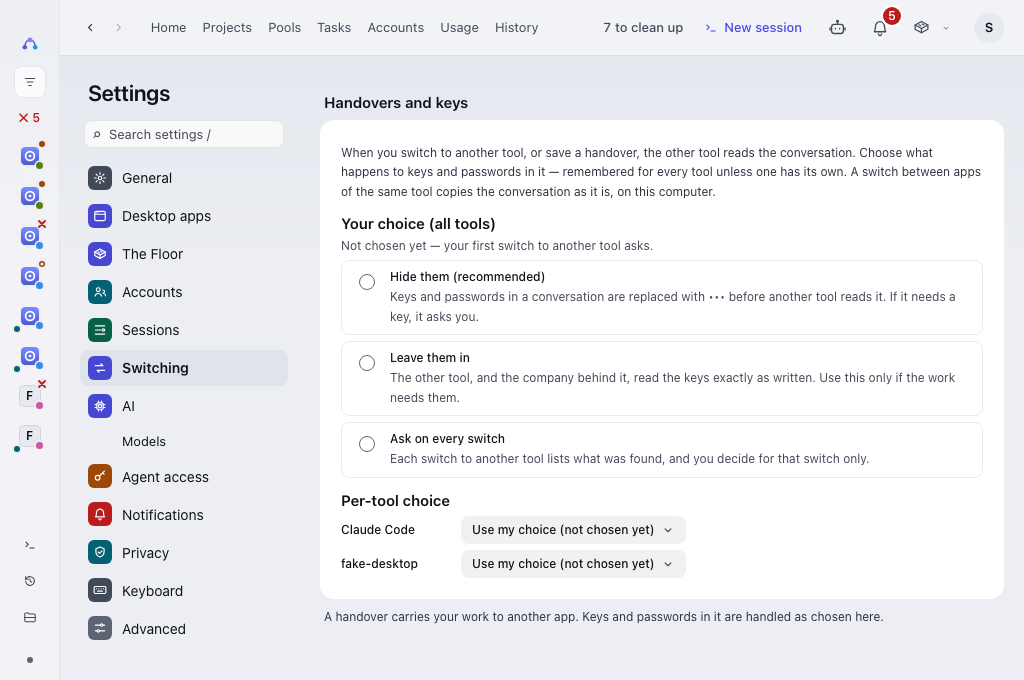 Home Projects Pools Tasks Accounts Usage History 7 to clean up New session 5 S
5
F
F
Settings
Search settings /
General
Desktop apps
The Floor
Accounts
Sessions
Switching
AI
Models
Agent access
Notifications
Privacy
Keyboard
Advanced
Handovers and keys
When you switch to another tool, or save a handover, the other tool reads the conversation. Choose what
happens to keys and passwords in it — remembered for every tool unless one has its own. A switch between apps
of the same tool copies the conversation as it is, on this computer.
Your choice (all tools)
Not chosen yet — your first switch to another tool asks.
Hide them (recommended)
Keys and passwords in a conversation are replaced with ••• before another tool reads it. If it needs a
key, it asks you.
Leave them in
The other tool, and the company behind it, read the keys exactly as written. Use this only if the work
needs them.
Ask on every switch
Each switch to another tool lists what was found, and you decide for that switch only.
Per-tool choice
Claude Code Use my choice (not chosen yet)
fake-desktop Use my choice (not chosen yet)
A handover carries your work to another app. Keys and passwords in it are handled as chosen here.